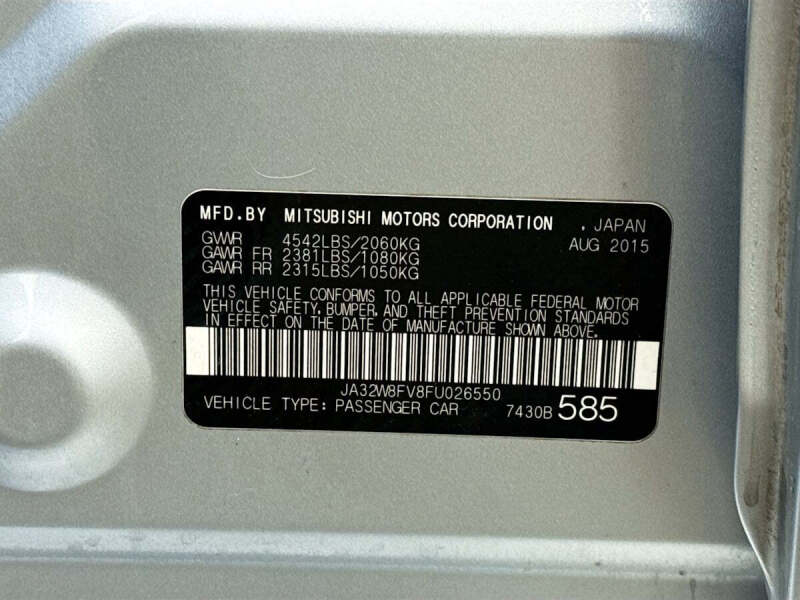 MFD.BY MITSUBISHI MOTORS CORPORATION , JAPAN
GVWR 4542LBS/2060KG AUG 2015
GAWR FR 2381LBS/1080KG
GAWR RR 2315LBS/1050KG
THIS VEHICLE CONFORMS TO ALL APPLICABLE FEDERAL MOTOR
VEHICLE SAFETY, BUMPER, AND THEFT PREVENTION STANDARDS
IN EFFECT ON THE DATE OF MANUFACTURE SHOWN ABOVE.
JA32W8FV8FU026550
VEHICLE TYPE: PASSENGER CAR 7430B 585